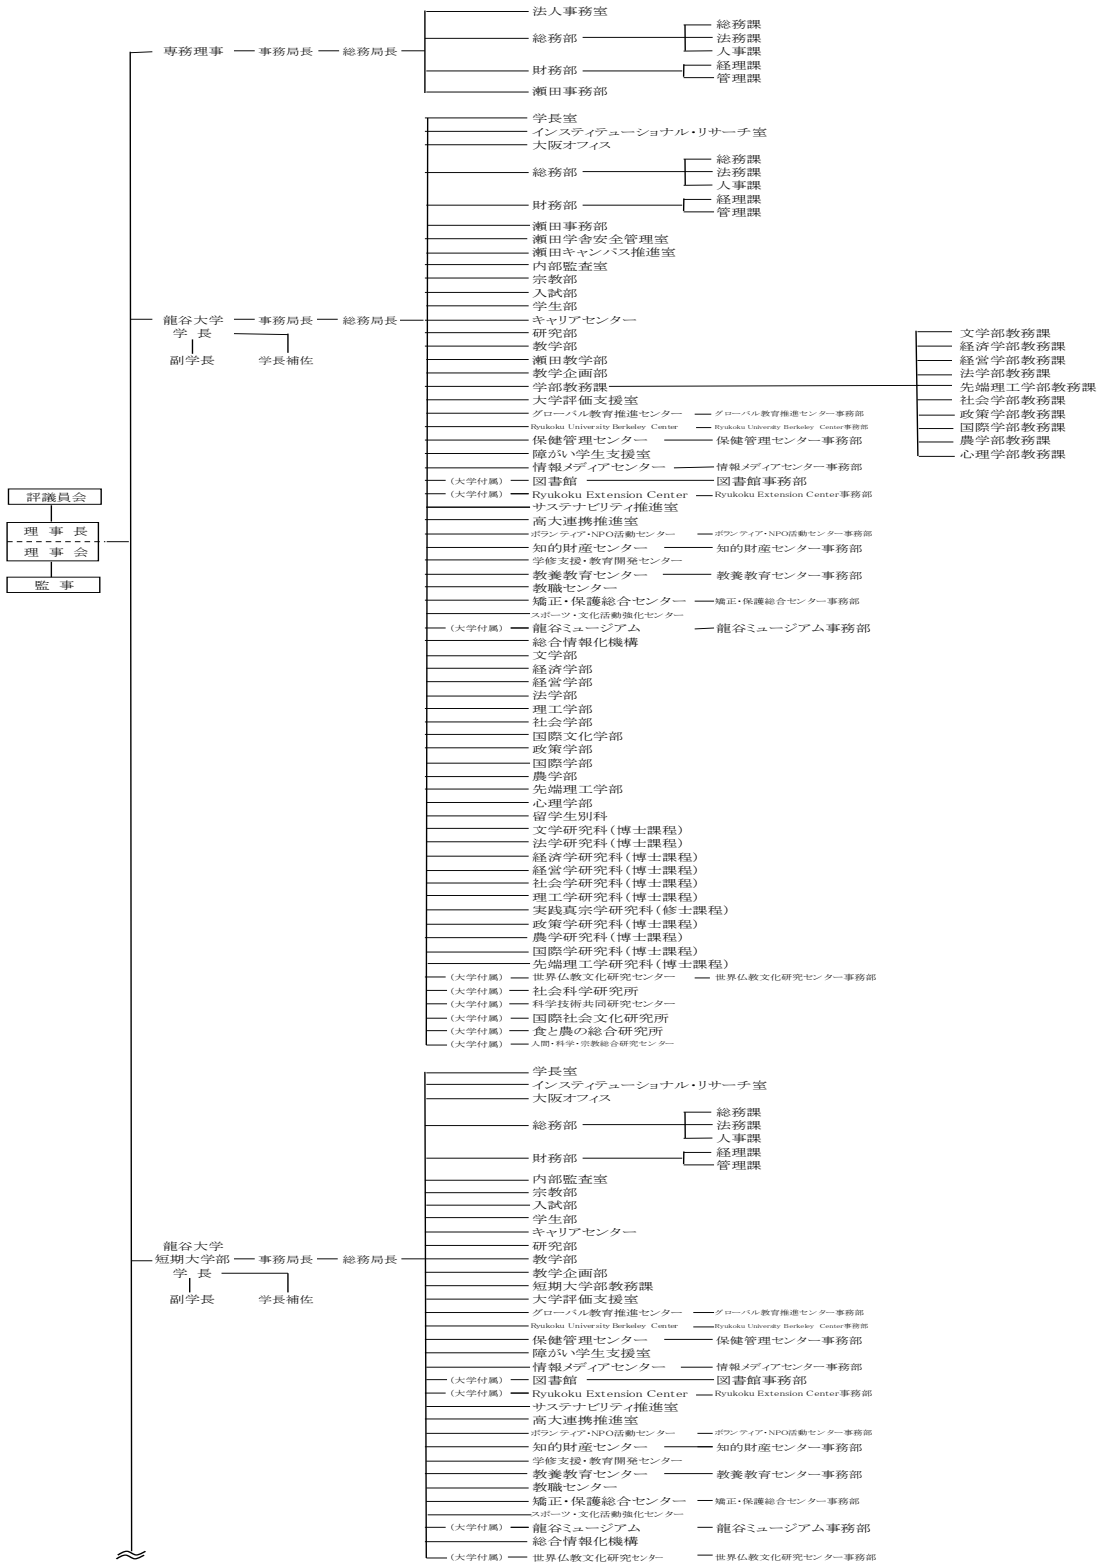 法人事務室
総務課
総務部
法務課
専務理事 事務局長 総務局長
人事課
経理課
財務部
管理課
瀬田事務部
学長室
インスティテューショナル・リサーチ室
大阪オフィス
総務課
総務部
法務課
人事課
経理課
財務部
管理課
瀬田事務部
瀬田学舎安全管理室
瀬田キャンパス推進室
内部監査室
宗教部
入試部
学生部
龍谷大学 事務局長 総務局長
キャリアセンター
学 長
研究部
文学部教務課
教学部
経済学部教務課
副学長 学長補佐
瀬田教学部
経営学部教務課
教学企画部
法学部教務課
学部教務課
先端理工学部教務課
大学評価支援室
社会学部教務課
グローバル教育推進センター グローバル教育推進センター事務部
政策学部教務課
Ryukoku University Berkeley Center Ryukoku University Berkeley Center事務部
国際学部教務課
保健管理センター 保健管理センター事務部
農学部教務課
障がい学生支援室
心理学部教務課
情報メディアセンター 情報メディアセンター事務部
(大学付属) 図書館 図書館事務部
(大学付属) Ryukoku Extension Center Ryukoku Extension Center事務部
評議員会
サステナビリティ推進室
高大連携推進室
理 事 長
ボランティア・NPO活動センター ボランティア・NPO活動センター事務部
理 事 会
知的財産センター 知的財産センター事務部
学修支援・教育開発センター
教養教育センター 教養教育センター事務部
監 事
教職センター
矯正・保護総合センター 矯正・保護総合センター事務部
スポーツ・文化活動強化センター
(大学付属) 龍谷ミュージアム 龍谷ミュージアム事務部
総合情報化機構
文学部
経済学部
経営学部
法学部
理工学部
社会学部
国際文化学部
政策学部
国際学部
農学部
先端理工学部
心理学部
留学生別科
文学研究科(博士課程)
法学研究科(博士課程)
経済学研究科(博士課程)
経営学研究科(博士課程)
社会学研究科(博士課程)
理工学研究科(博士課程)
実践真宗学研究科(修士課程)
政策学研究科(博士課程)
農学研究科(博士課程)
国際学研究科(博士課程)
先端理工学研究科(博士課程)
(大学付属) 世界仏教文化研究センター 世界仏教文化研究センター事務部
(大学付属) 社会科学研究所
(大学付属) 科学技術共同研究センター
(大学付属) 国際社会文化研究所
(大学付属) 食と農の総合研究所
(大学付属) 人間・科学・宗教総合研究センター
学長室
インスティテューショナル・リサーチ室
大阪オフィス
総務課
総務部
法務課
人事課
経理課
財務部
管理課
内部監査室
宗教部
入試部
学生部
キャリアセンター
龍谷大学
研究部
短期大学部 事務局長 総務局長
教学部
学 長
教学企画部
短期大学部教務課
副学長 学長補佐
大学評価支援室
グローバル教育推進センター グローバル教育推進センター事務部
Ryukoku University Berkeley Center Ryukoku University Berkeley Center事務部
保健管理センター 保健管理センター事務部
障がい学生支援室
情報メディアセンター 情報メディアセンター事務部
(大学付属) 図書館 図書館事務部
(大学付属) Ryukoku Extension Center Ryukoku Extension Center事務部
サステナビリティ推進室
高大連携推進室
ボランティア・NPO活動センター ボランティア・NPO活動センター事務部
知的財産センター 知的財産センター事務部
学修支援・教育開発センター
教養教育センター 教養教育センター事務部
教職センター
矯正・保護総合センター 矯正・保護総合センター事務部
スポーツ・文化活動強化センター
(大学付属) 龍谷ミュージアム 龍谷ミュージアム事務部
総合情報化機構
(大学付属) 世界仏教文化研究センター 世界仏教文化研究センター事務部